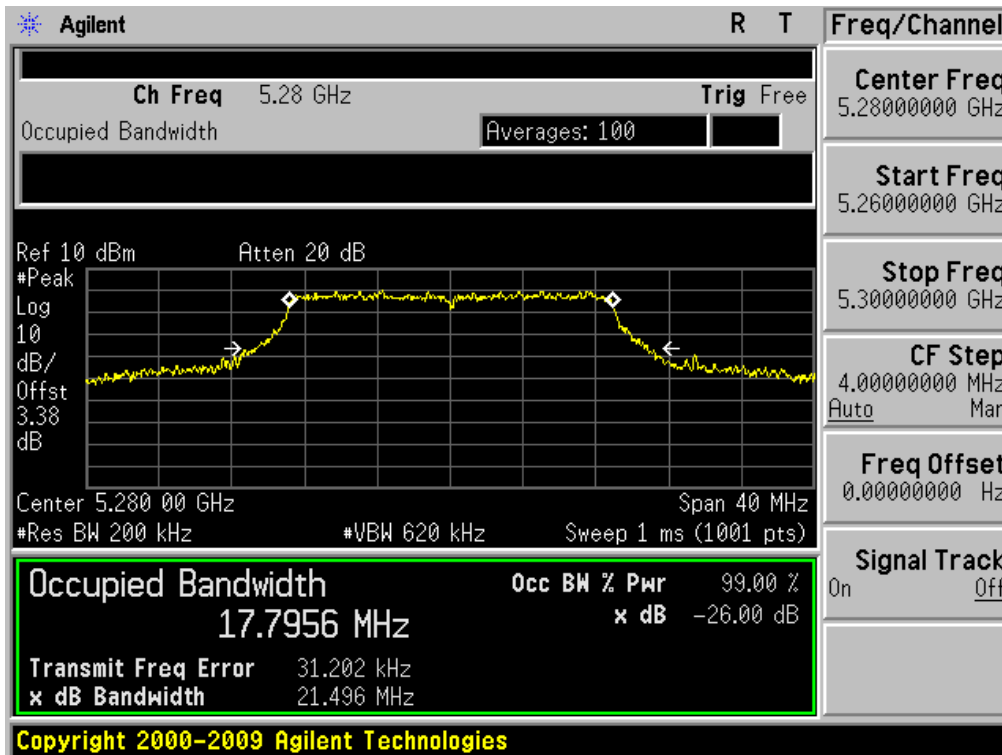 Agilent R T Freq/Channel
Ch Freq 5.28 GHz Trig Free
Occupied Bandwidth Averages: 100
Center Freq
5.28000000 GHz
Start Freq
5.26000000 GHz
Stop Freq
5.30000000 GHz
CF Step
4.00000000 MHz
Auto Man
Freq Offset
0.00000000 Hz
Signal Track
On Off
Ref 10 dBm Atten 20 dB
#Peak
Log
10
dB/
Offst
3.38
dB
Center 5.280 00 GHz Span 40 MHz
#Res BW 200 kHz #VBW 620 kHz Sweep 1 ms (1001 pts)
Occupied Bandwidth Occ BW % Pwr 99.00 %
17.7956 MHz x dB -26.00 dB
Transmit Freq Error 31.202 kHz
x dB Bandwidth 21.496 MHz
Copyright 2000-2009 Agilent Technologies